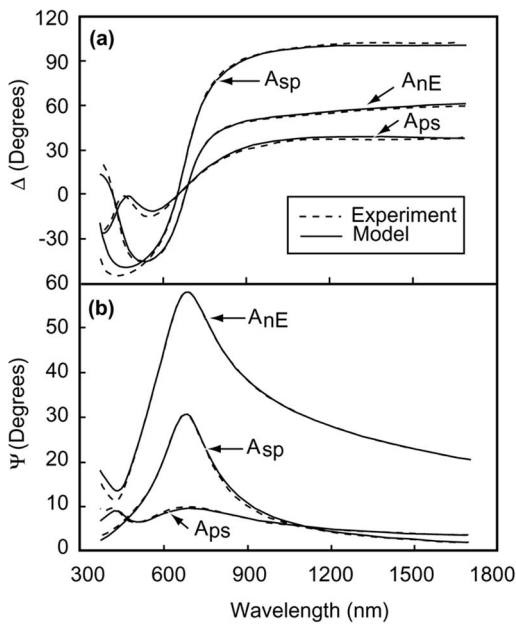 120
(a)
90
Asp
AnE
60
Aps
30
0
-30
60
Δ (Degrees)
Experiment
Model
(b)
50
AnE
40
30
Asp
20
10
Aps
0
Ψ (Degrees)
300 600 900 1200 1500 1800
Wavelength (nm)